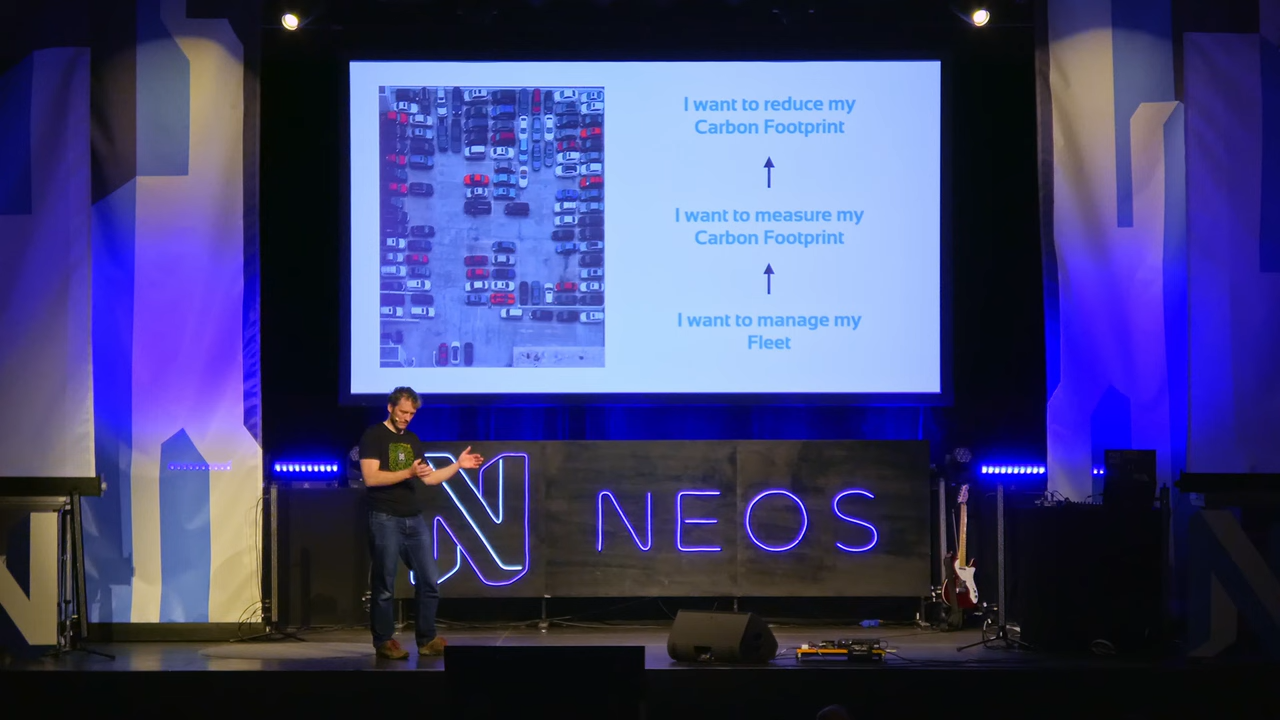 I want to reduce my
Carbon Footprint
I want to measure my
Carbon Footprint
I want to manage my
Fleet
N NEOS